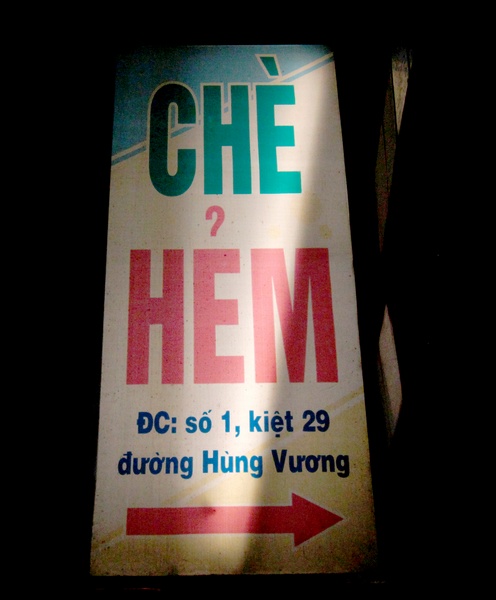 CHÈ
HẺM
ĐC: số 1, kiệt 29
đường Hùng Vương